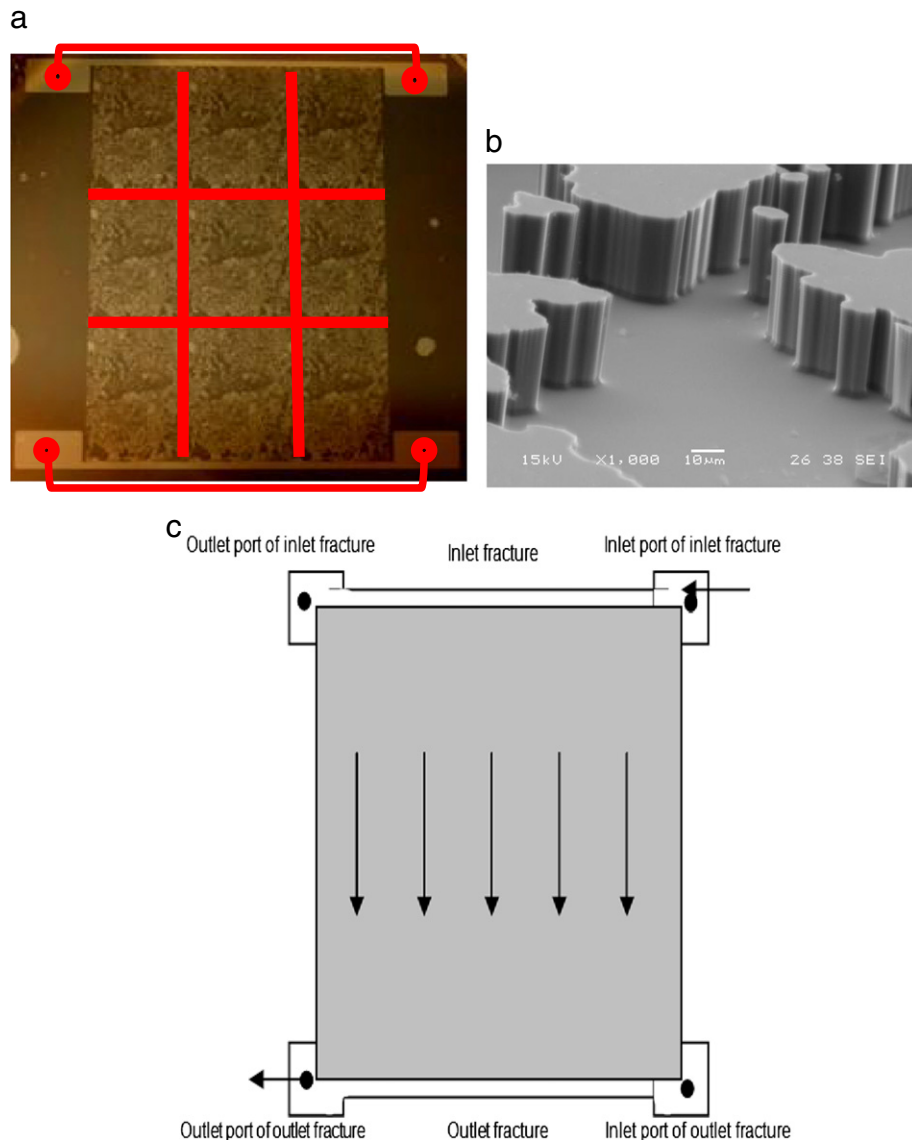 a
b
15kV X1,000 10μm 26 38 SEI
c
Outlet port of inlet fracture
Inlet fracture
Inlet port of inlet fracture
Outlet port of outlet fracture
Outlet fracture
Inlet port of outlet fracture